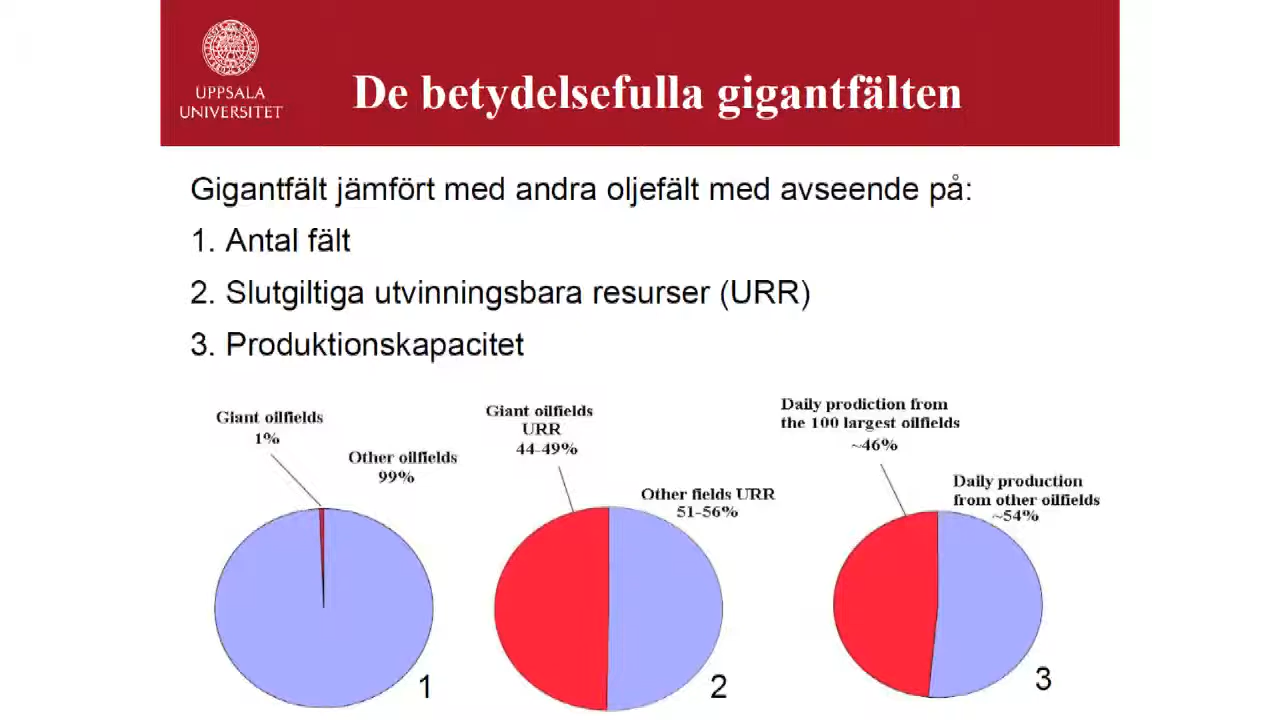 UPPSALA
UNIVERSITET
De betydelsefulla gigantfälten
Gigantfält jämfört med andra oljefält med avseende på:
1. Antal fält
2. Slutgiltiga utvinningsbara resurser (URR)
3. Produktionskapacitet
Giant oilfields
1%
Other oilfields
99%
1
Giant oilfields
URR
44-49%
Other fields URR
51-56%
2
Daily prodiction from
the 100 largest oilfields
~46%
Daily production
from other oilfields
~54%
3